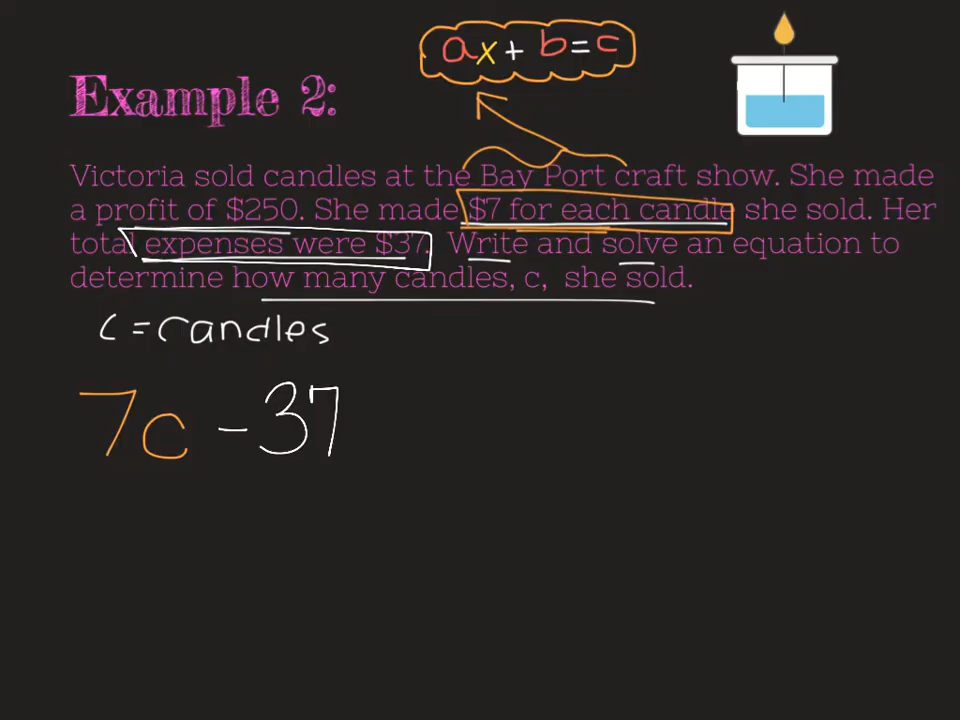 ax + b = c
Example 2:
Victoria sold candles at the Bay Port craft show. She made
a profit of $250. She made $7 for each candle she sold. Her
total expenses were $37. Write and solve an equation to
determine how many candles, c, she sold.
c = candles
7c - 37